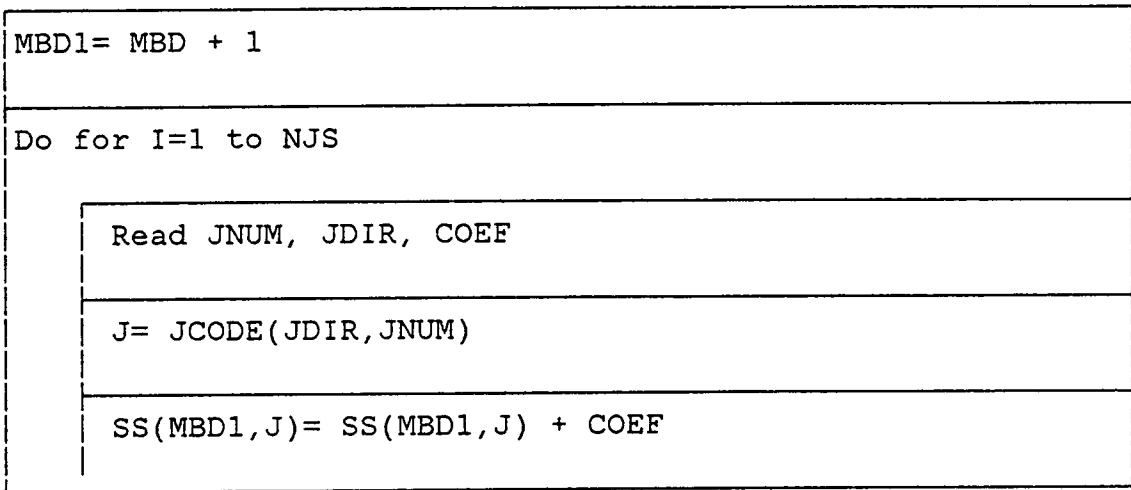 MBD1= MBD + 1
Do for I=1 to NJS
Read JNUM, JDIR, COEF
J= JCODE(JDIR,JNUM)
SS(MBD1,J)= SS(MBD1,J) + COEF